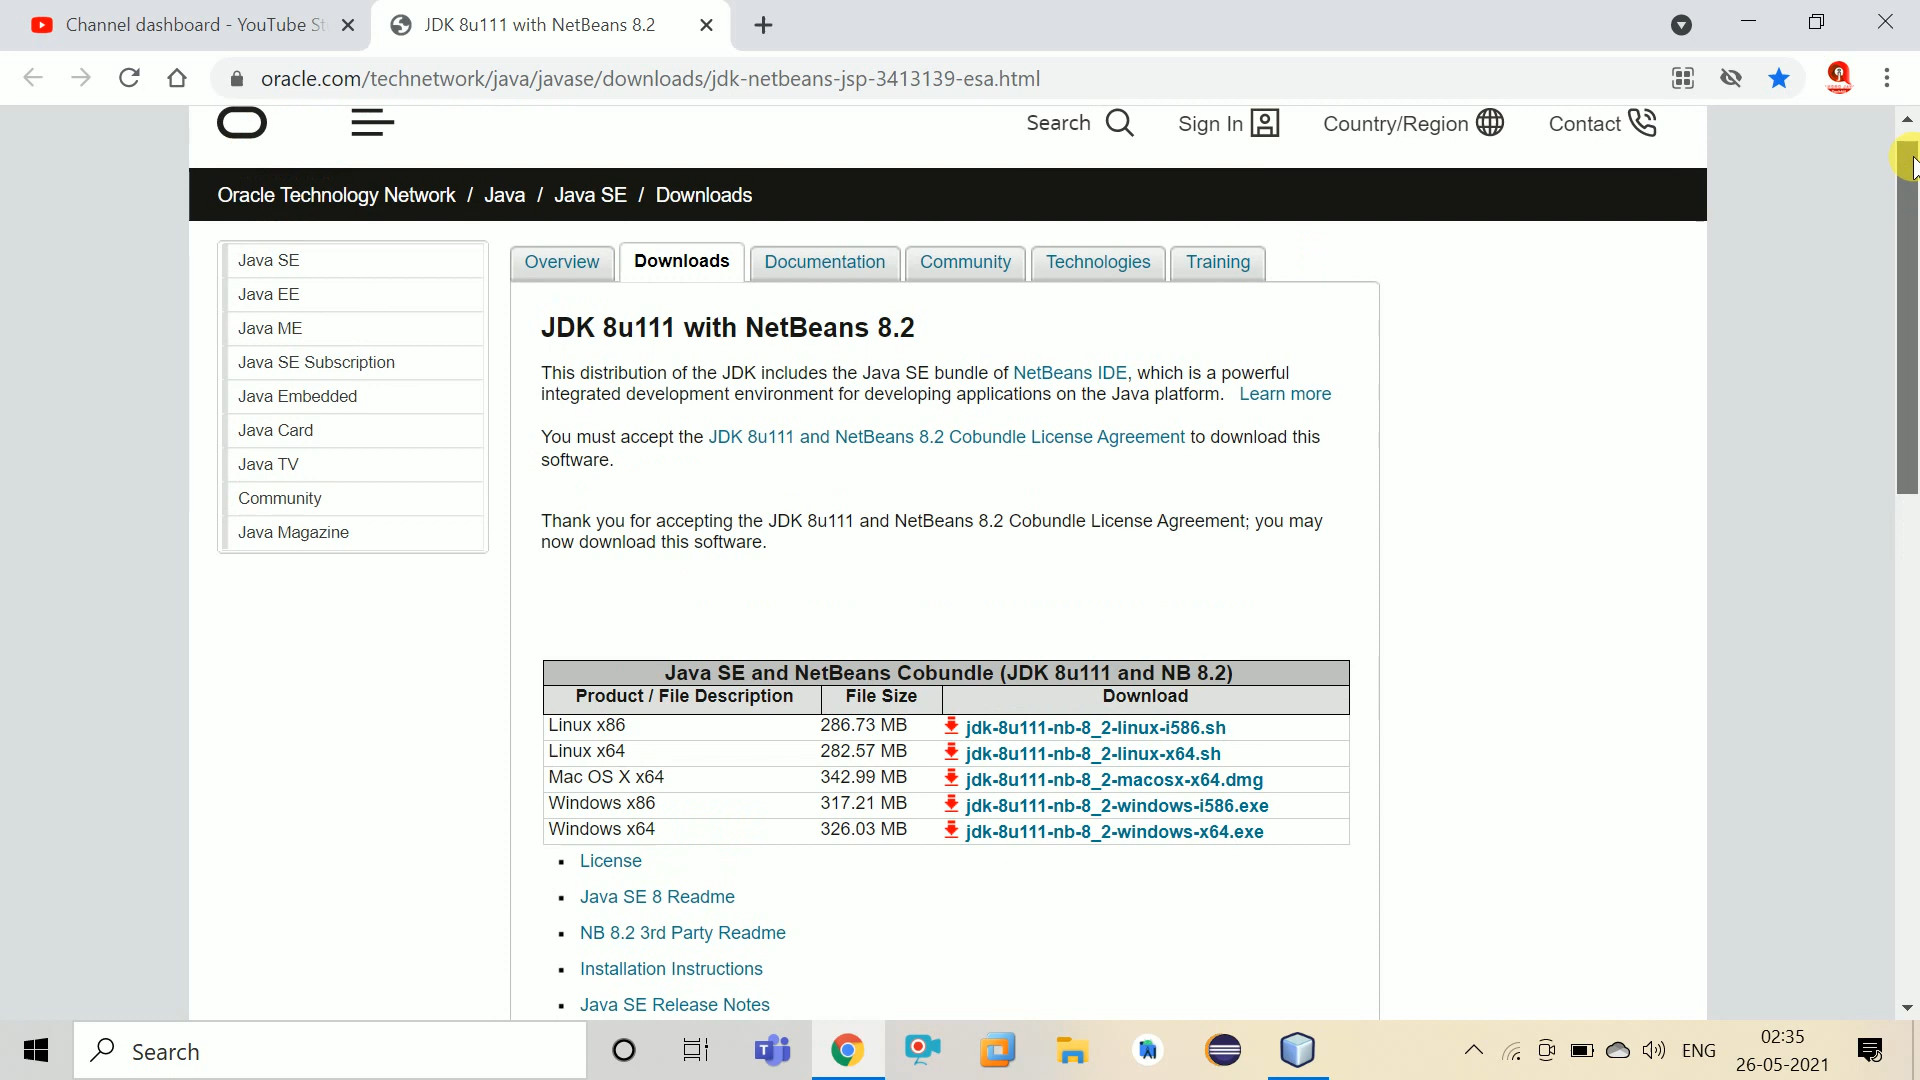 Channel dashboard - YouTube St
JDK 8u111 with NetBeans 8.2
oracle.com/technetwork/java/javase/downloads/jdk-netbeans-jsp-3413139-esa.html
Search
Sign In
Country/Region
Contact
Oracle Technology Network / Java / Java SE / Downloads
Java SE
Java EE
Java ME
Java SE Subscription
Java Embedded
Java Card
Java TV
Community
Java Magazine
Overview
Downloads
Documentation
Community
Technologies
Training
JDK 8u111 with NetBeans 8.2
This distribution of the JDK includes the Java SE bundle of NetBeans IDE, which is a powerful
integrated development environment for developing applications on the Java platform. Learn more
You must accept the JDK 8u111 and NetBeans 8.2 Cobundle License Agreement to download this
software.
Thank you for accepting the JDK 8u111 and NetBeans 8.2 Cobundle License Agreement; you may
now download this software.
Java SE and NetBeans Cobundle (JDK 8u111 and NB 8.2)
Product / File Description File Size Download
Linux x86 286.73 MB jdk-8u111-nb-8_2-linux-i586.sh
Linux x64 282.57 MB jdk-8u111-nb-8_2-linux-x64.sh
Mac OS X x64 342.99 MB jdk-8u111-nb-8_2-macosx-x64.dmg
Windows x86 317.21 MB jdk-8u111-nb-8_2-windows-i586.exe
Windows x64 326.03 MB jdk-8u111-nb-8_2-windows-x64.exe
License
Java SE 8 Readme
NB 8.2 3rd Party Readme
Installation Instructions
Java SE Release Notes
Search
ENG
02:35
26-05-2021